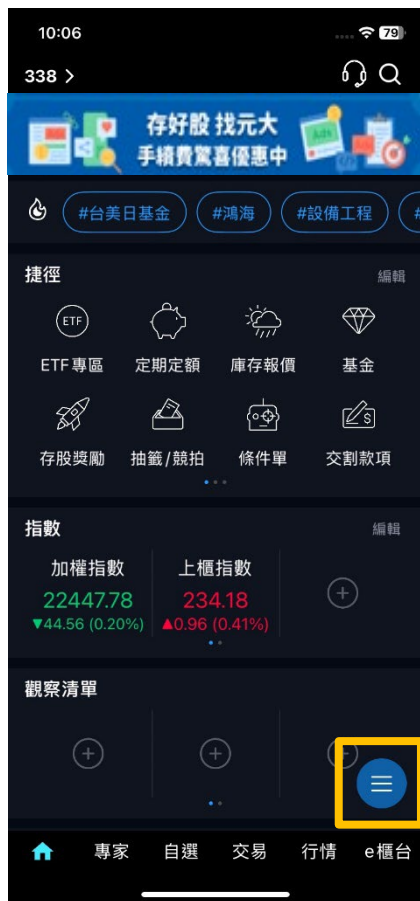 10:06 79
338 >
存好股 找元大
手續費驚喜優惠中
Ads
#台美日基金 #鴻海 #設備工程 #
捷徑 編輯
ETF
ETF專區 定期定額 庫存報價 基金
存股獎勵 抽籤/競拍 條件單 交割款項
指數 編輯
加權指數 上櫃指數
22447.78 234.18
▼44.56 (0.20%) ▲0.96 (0.41%)
觀察清單
專家 自選 交易 行情 e櫃台